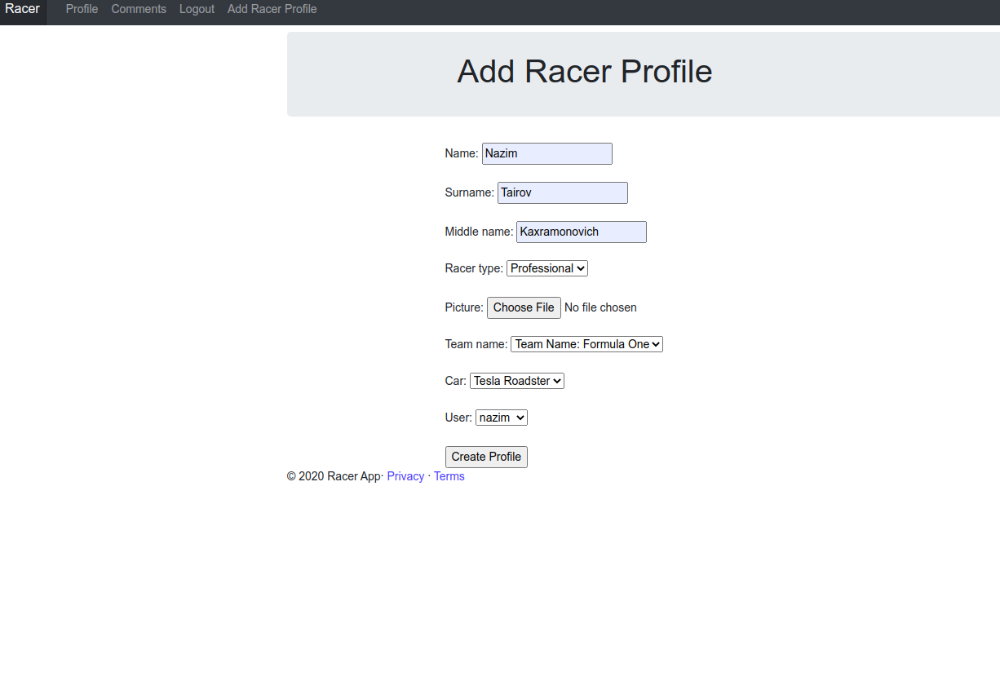 Racer Profile Comments Logout Add Racer Profile
Add Racer Profile
Name: Nazim
Surname: Tairov
Middle name: Kaxramonovich
Racer type: Professional
Picture: Choose File No file chosen
Team name: Team Name: Formula One
Car: Tesla Roadster
User: nazim
Create Profile
© 2020 Racer App· Privacy · Terms